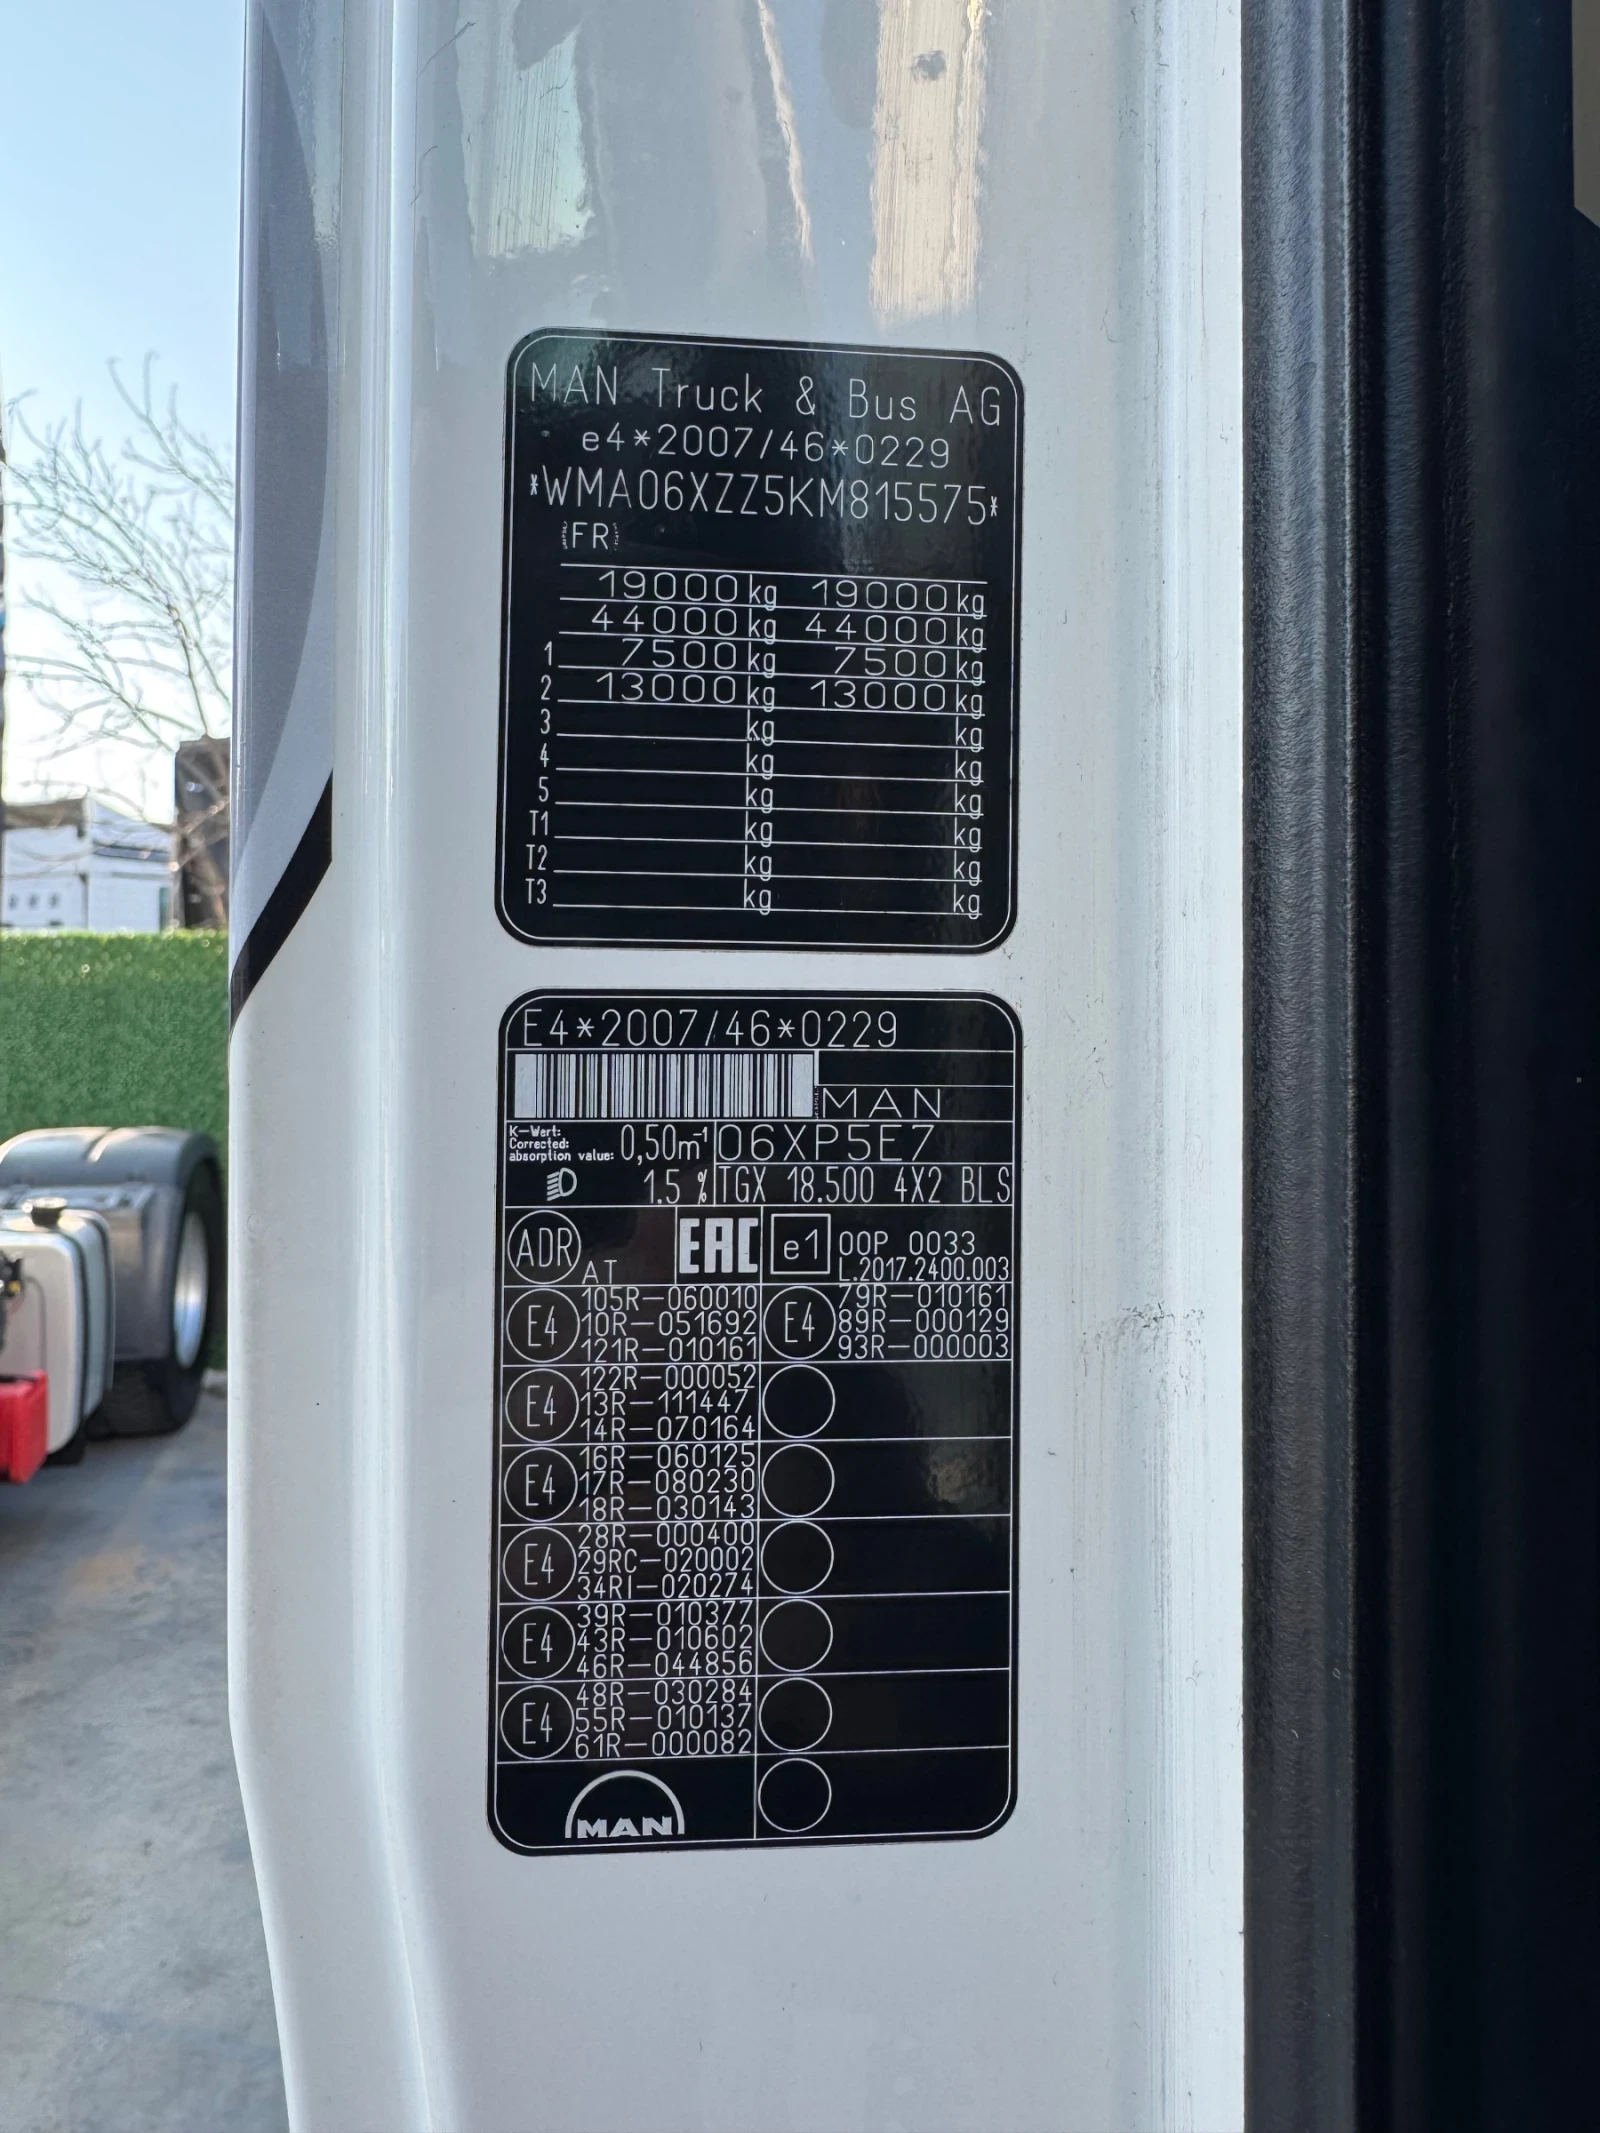 MAN Truck & Bus AG
e4*2007/46*0229
*WMA06XZZ5KM815575*
FR
19000 kg 19000 kg
44000 kg 44000 kg
1 7500 kg 7500 kg
2 13000 kg 13000 kg
3 kg kg
4 kg kg
5 kg kg
T1 kg kg
T2 kg kg
T3 kg kg
E4*2007/46*0229
MAN
K-Wert:
Corrected:
absorption value: 0,50m⁻¹ 06XP5E7
1.5 % TGX 18.500 4X2 BLS
ADR AT EAC e1 00P 0033
L.2017.2400.003
E4 105R-060010 E4 79R-010161
10R-051692 89R-000129
121R-010161 93R-000003
E4 122R-000052
13R-111447
14R-070164
E4 16R-060125
17R-080230
18R-030143
E4 28R-000400
29RC-020002
34RI-020274
E4 39R-010377
43R-010602
46R-044856
E4 48R-030284
55R-010137
61R-000082
MAN